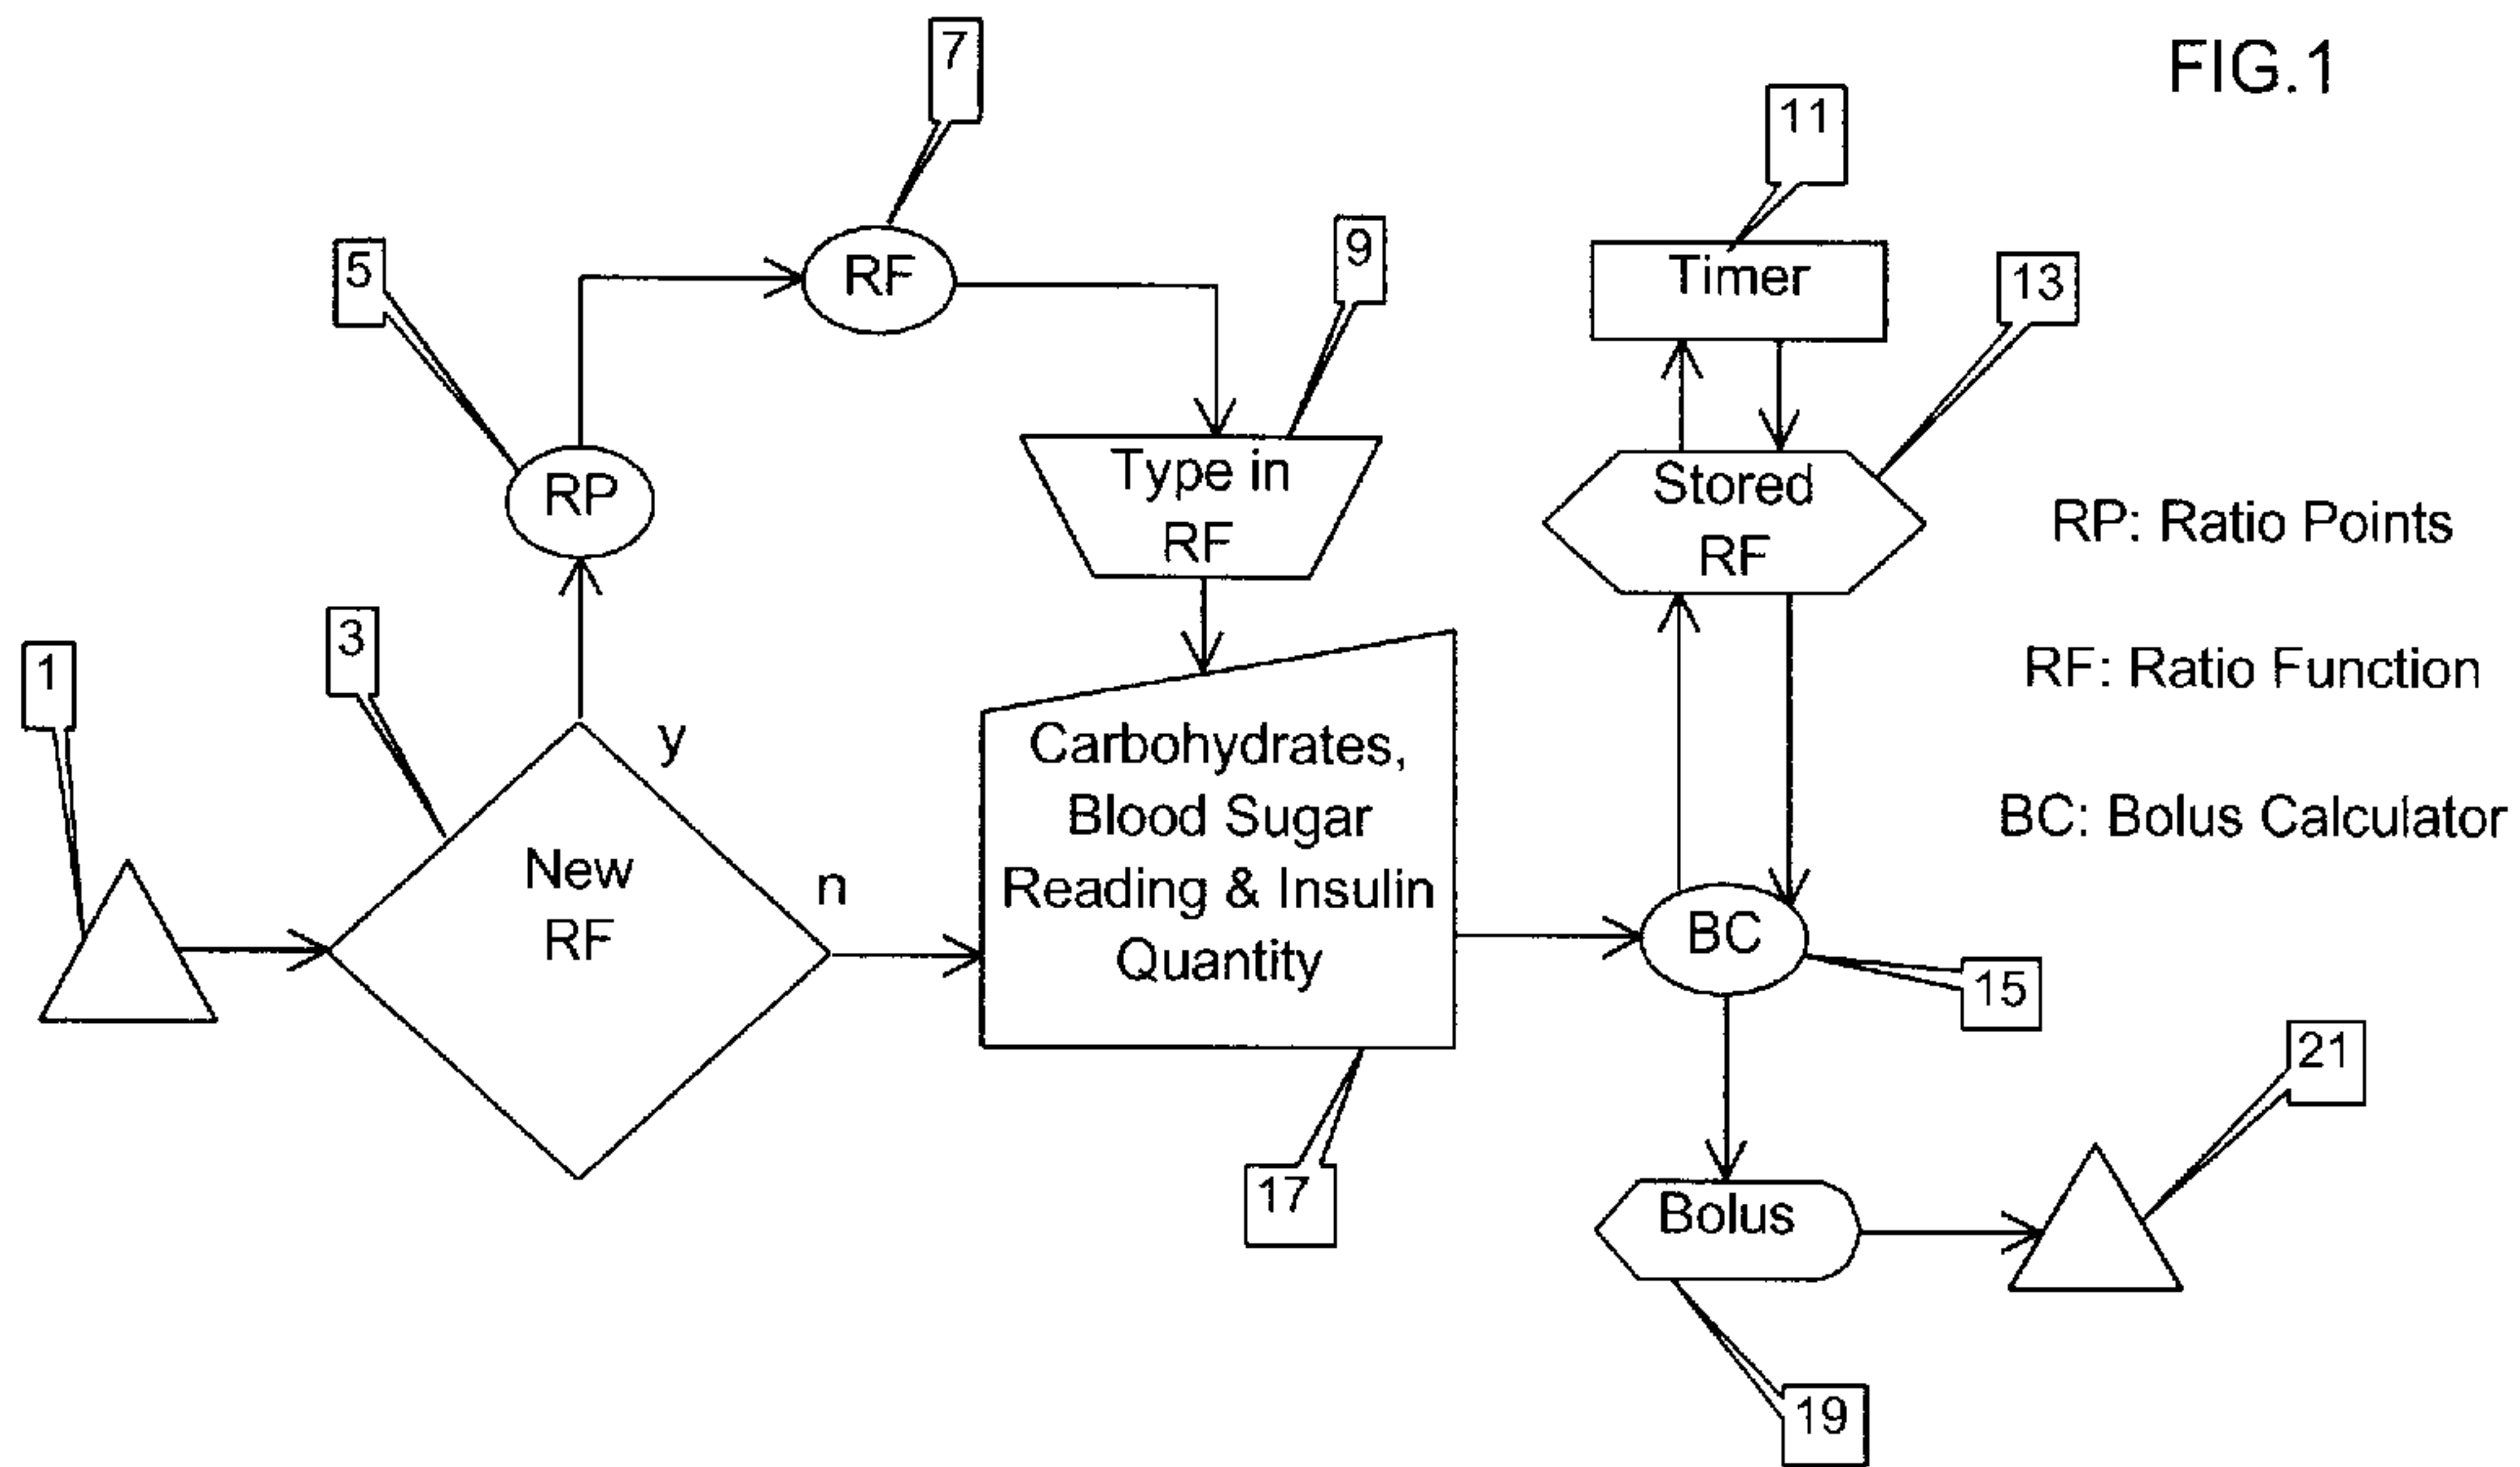 FIG.1
7
11
5
RF
9
Timer
13
Type in
RF
Stored
RF
RP
RP: Ratio Points
RF: Ratio Function
BC: Bolus Calculator
1
3
y
New
RF
n
Carbohydrates,
Blood Sugar
Reading & Insulin
Quantity
BC
15
17
Bolus
21
19